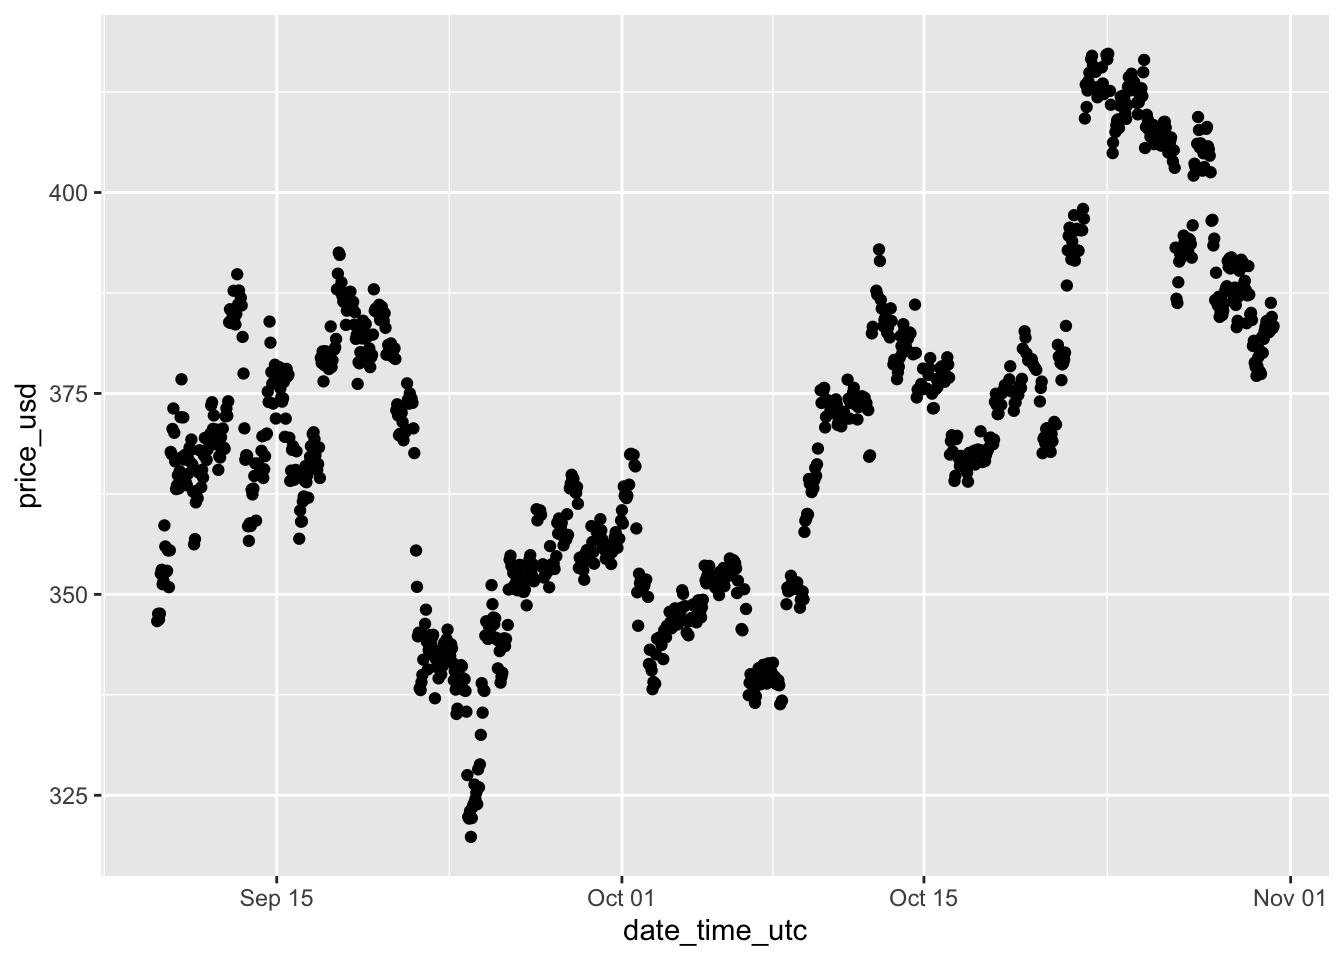 price_usd
400
375
350
325
Sep 15
Oct 01
Oct 15
Nov 01
date_time_utc